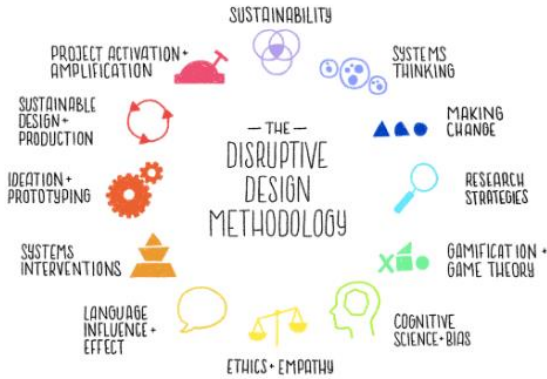 SUSTAINABILITY
SYSTEMS
THINKING
MAKING
CHANGE
RESEARCH
STRATEGIES
GAMIFICATION +
GAME THEORY
COGNITIVE
SCIENCE+BIAS
ETHICS+ EMPATHY
LANGUAGE
INFLUENCE+
EFFECT
SYSTEMS
INTERVENTIONS
IDEATION+
PROTOTYPING
SUSTAINABLE
DESIGN+
PRODUCTION
PROJECT ACTIVATION+
AMPLIFICATION
— THE —
DISRUPTIVE
DESIGN
METHODOLOGY